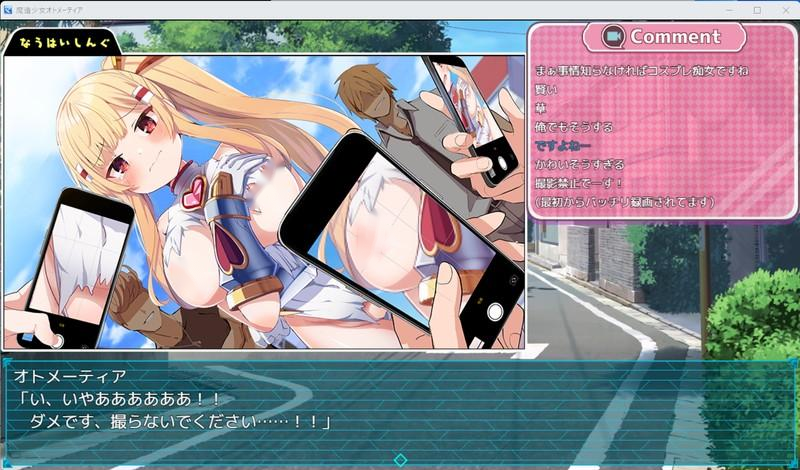 魔造少女オトメーティア
なうはいしんぐ
Comment
まぁ事情知らなければコスプレ痴女ですね
賢い
草
俺でもそうする
ですよねー
かわいそうすぎる
撮影禁止でーす！
(最初からバッチリ録画されてます)
オトメーティア
「い、いやああああああ！！
ダメです、撮らないでください……！！」